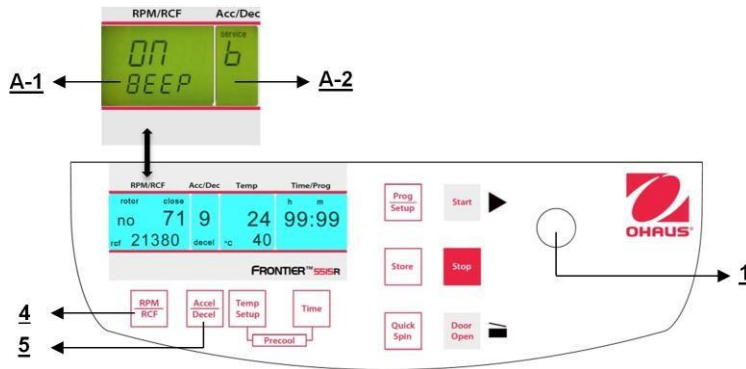 RPM/RCF Acc/Dec
service
ON b
BEEP
A-1 A-2
RPM/RCF Acc/Dec Temp Time/Prog
rotor close h m
no 71 9 24 99:99
rcf 21380 decel °C 40
FRONTIER™ 5515R
RPM
RCF
Accel
Decel
Temp
Setup
Time
Precool
Prog
Setup
Start
Store
Stop
Quick
Spin
Door
Open
OHAUS®
1
4
5